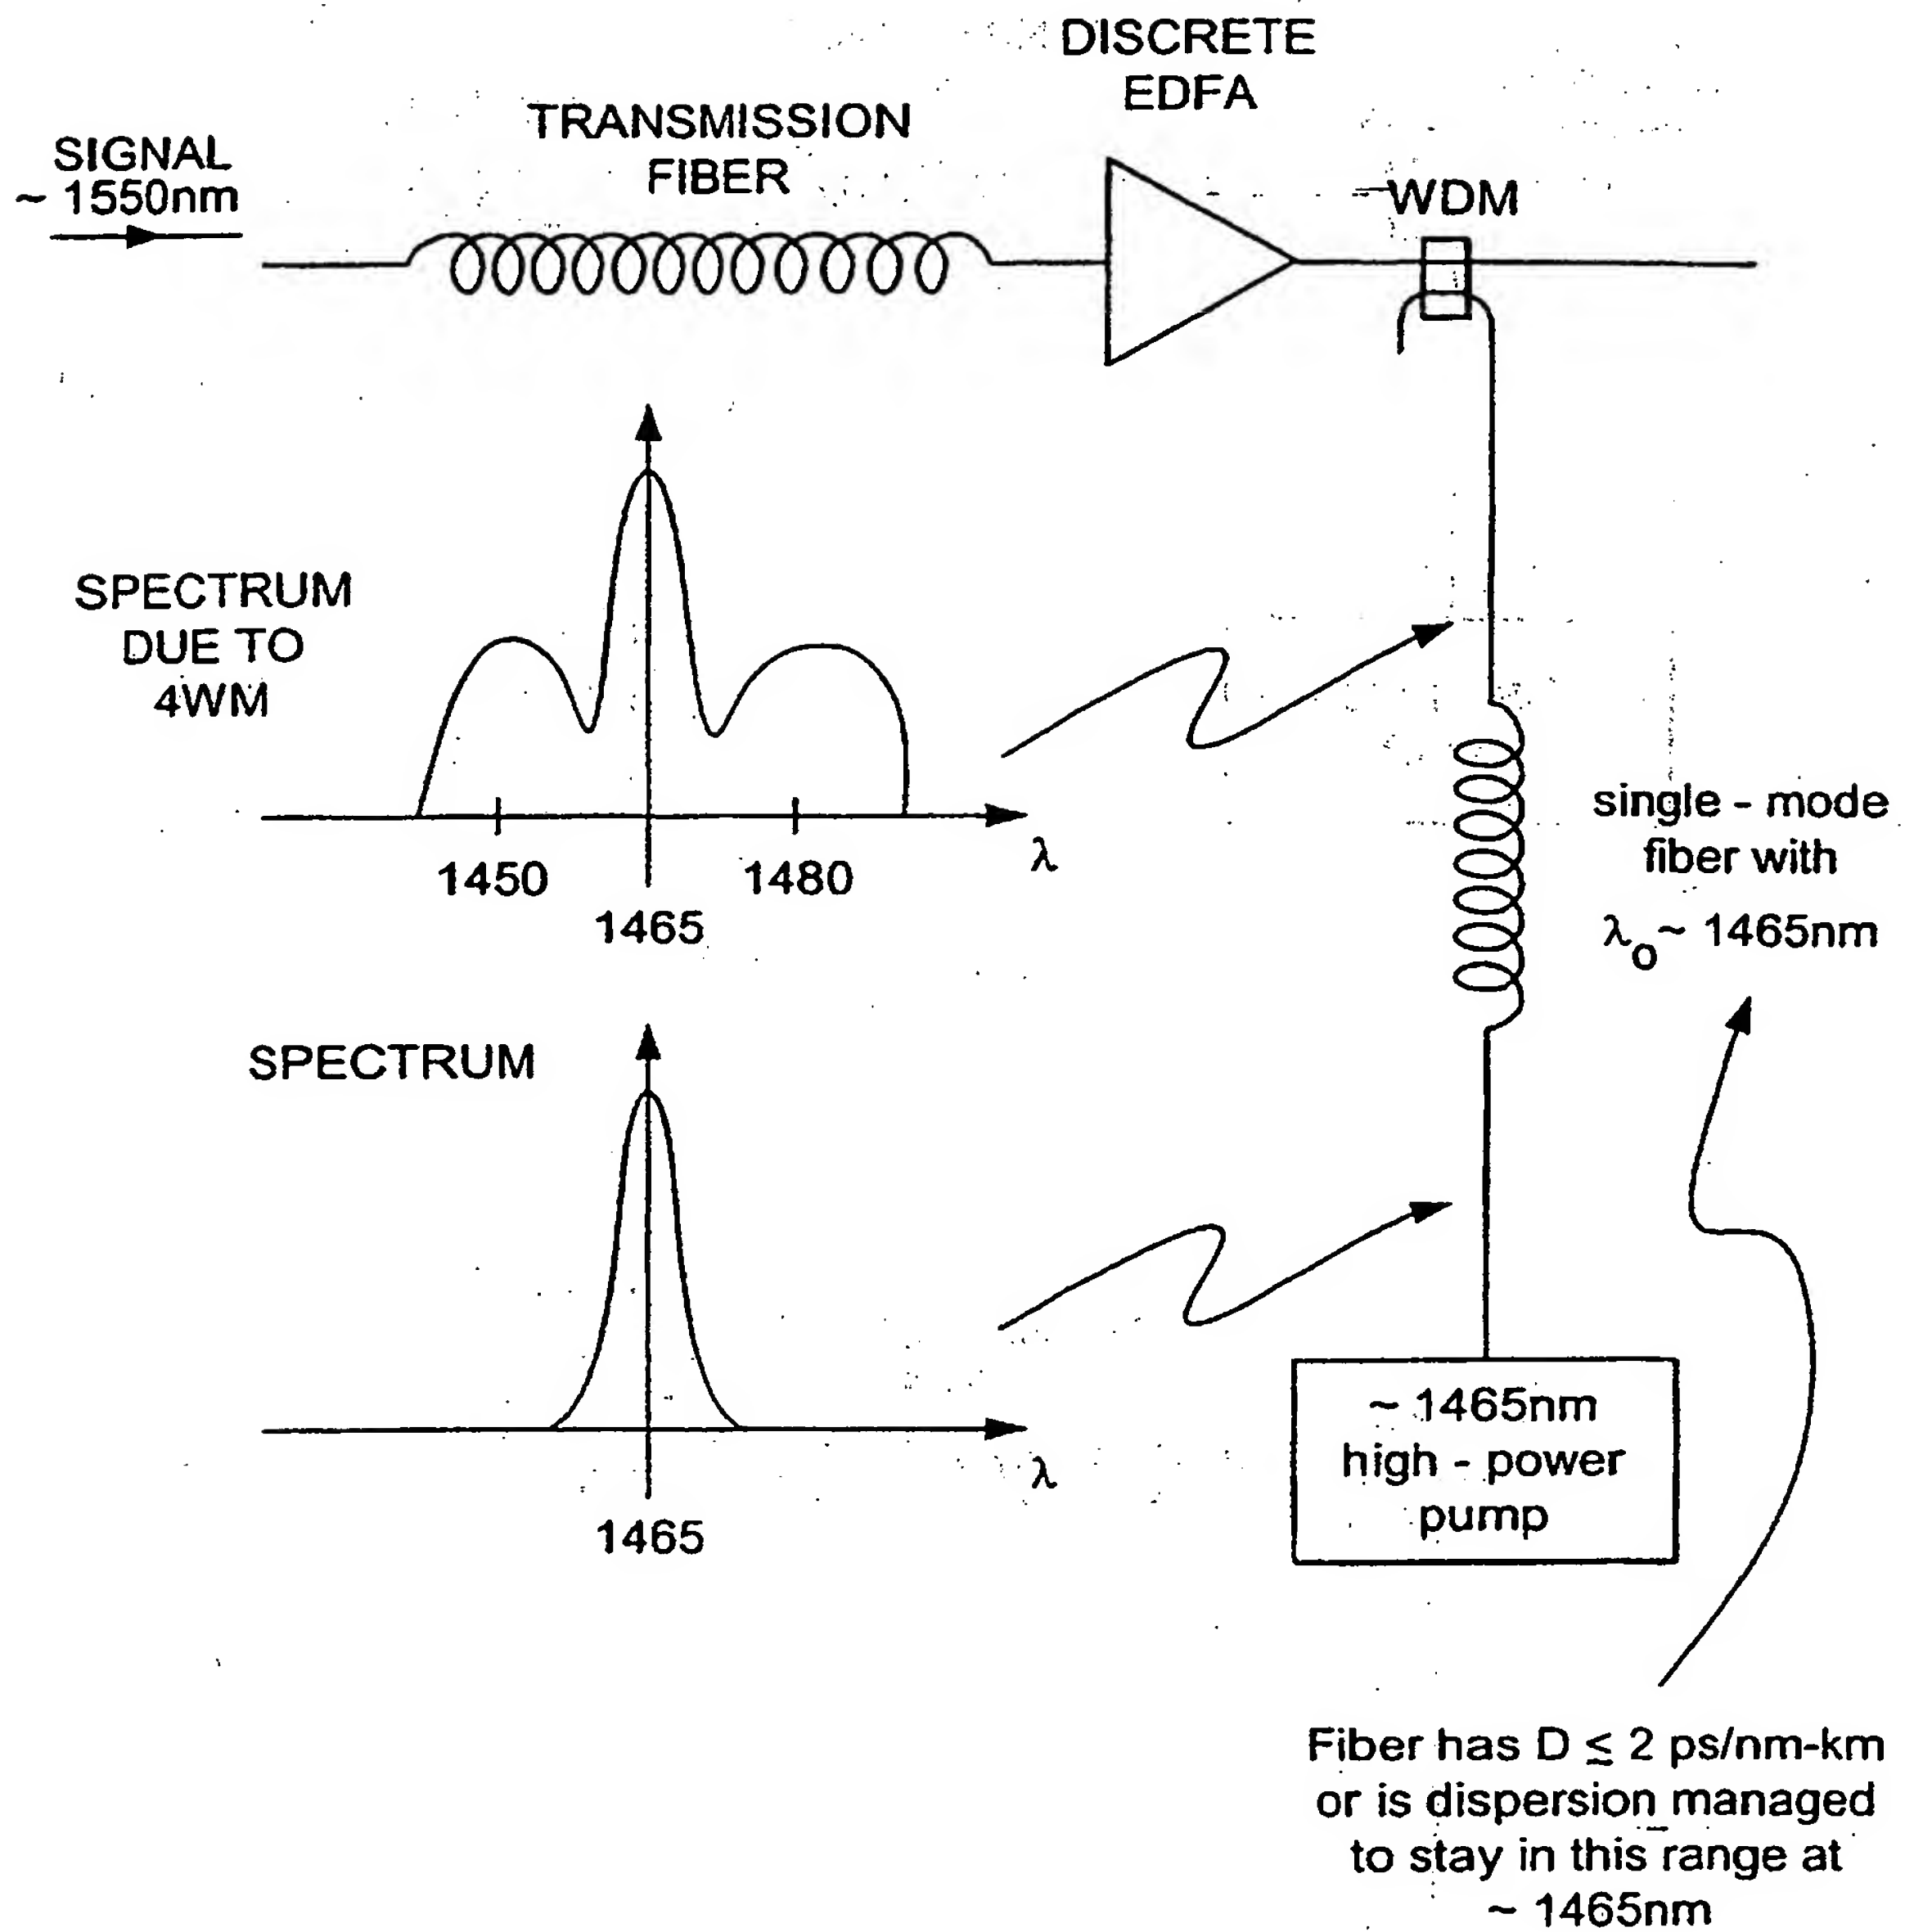 DISCRETE
EDFA
TRANSMISSION
FIBER
SIGNAL
~ 1550nm
WDM
SPECTRUM
DUE TO
4WM
1450
1480
λ
1465
single - mode
fiber with
λo ~ 1465nm
SPECTRUM
λ
1465
~ 1465nm
high - power
pump
Fiber has D ≤ 2 ps/nm-km
or is dispersion managed
to stay in this range at
~ 1465nm